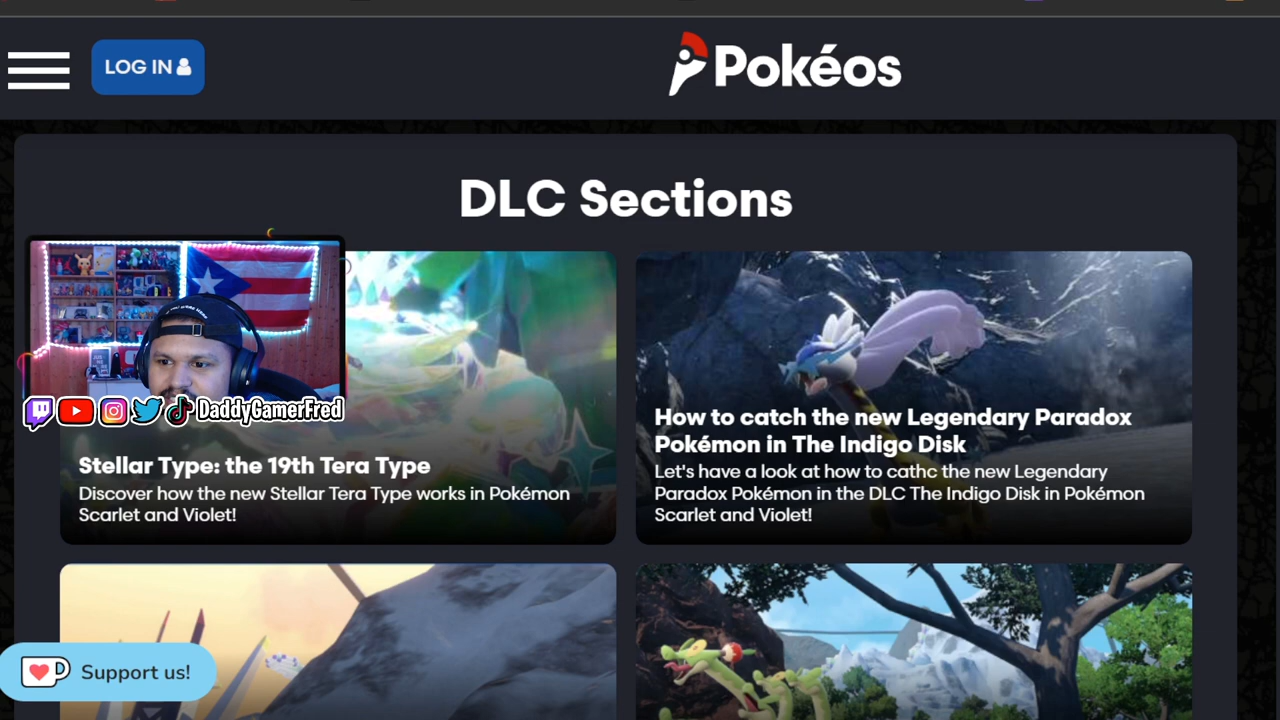 LOG IN
Pokéos
DLC Sections
DaddyGamerFred
Stellar Type: the 19th Tera Type
Discover how the new Stellar Tera Type works in Pokémon
Scarlet and Violet!
How to catch the new Legendary Paradox
Pokémon in The Indigo Disk
Let's have a look at how to cathc the new Legendary
Paradox Pokémon in the DLC The Indigo Disk in Pokémon
Scarlet and Violet!
Support us!